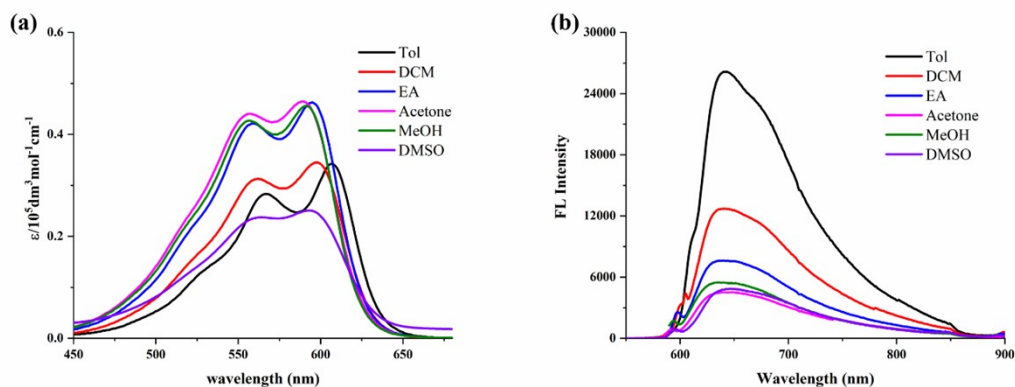 (a)
0.6
0.4
0.2
0.0
450
500
550
600
650
ε/10⁵dm³mol⁻¹cm⁻¹
wavelength (nm)
Tol
DCM
EA
Acetone
MeOH
DMSO
(b)
30000
24000
18000
12000
6000
0
600
700
800
900
FL Intensity
Wavelength (nm)
Tol
DCM
EA
Acetone
MeOH
DMSO